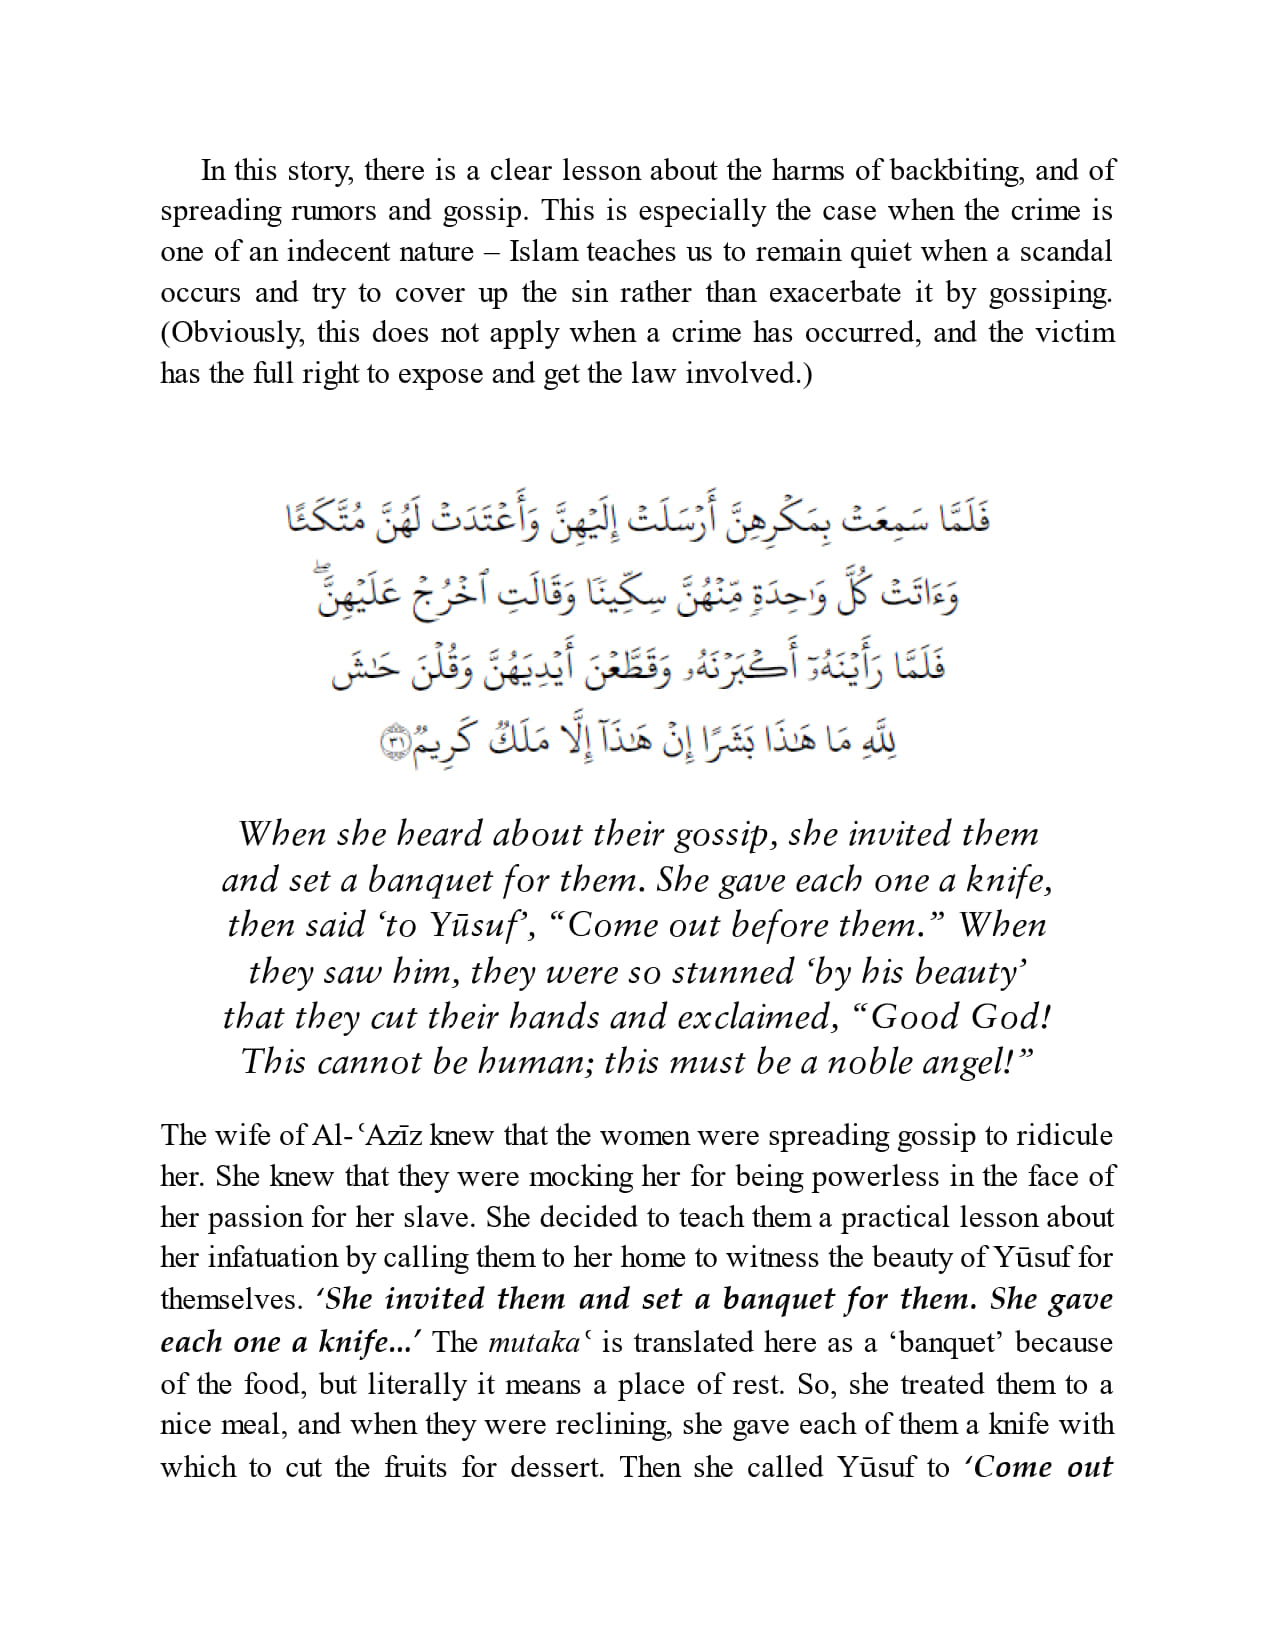 In this story, there is a clear lesson about the harms of backbiting, and of
spreading rumors and gossip. This is especially the case when the crime is
one of an indecent nature – Islam teaches us to remain quiet when a scandal
occurs and try to cover up the sin rather than exacerbate it by gossiping.
(Obviously, this does not apply when a crime has occurred, and the victim
has the full right to expose and get the law involved.)
فَلَمَّا سَمِعَتۡ بِمَكۡرِهِنَّ أَرۡسَلَتۡ إِلَيۡهِنَّ وَأَعۡتَدَتۡ لَهُنَّ مُتَّكَـٔٗا
وَءَاتَتۡ كُلَّ وَٰحِدَةٖ مِّنۡهُنَّ سِكِّينٗا وَقَالَتِ ٱخۡرُجۡ عَلَيۡهِنَّۖ
فَلَمَّا رَأَيۡنَهُۥٓ أَكۡبَرۡنَهُۥ وَقَطَّعۡنَ أَيۡدِيَهُنَّ وَقُلۡنَ حَٰشَ
لِلَّهِ مَا هَٰذَا بَشَرًا إِنۡ هَٰذَآ إِلَّا مَلَكٞ كَرِيمٞ ٣١
When she heard about their gossip, she invited them
and set a banquet for them. She gave each one a knife,
then said ‘to Yūsuf’, “Come out before them.” When
they saw him, they were so stunned ‘by his beauty’
that they cut their hands and exclaimed, “Good God!
This cannot be human; this must be a noble angel!”
The wife of Al-ʿAzīz knew that the women were spreading gossip to ridicule
her. She knew that they were mocking her for being powerless in the face of
her passion for her slave. She decided to teach them a practical lesson about
her infatuation by calling them to her home to witness the beauty of Yūsuf for
themselves. ‘She invited them and set a banquet for them. She gave
each one a knife...’ The mutakaʿ is translated here as a ‘banquet’ because
of the food, but literally it means a place of rest. So, she treated them to a
nice meal, and when they were reclining, she gave each of them a knife with
which to cut the fruits for dessert. Then she called Yūsuf to ‘Come out